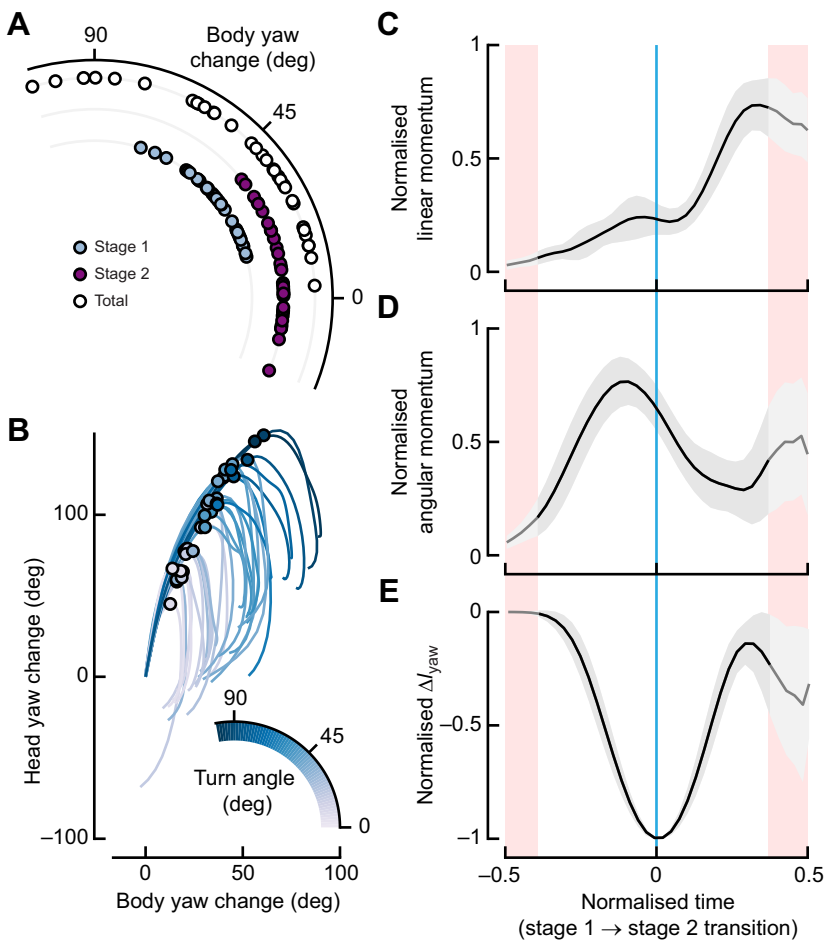 A
90
Body yaw
change (deg)
45
0
Stage 1
Stage 2
Total
B
Head yaw change (deg)
100
0
–100
0
50
100
Body yaw change (deg)
90
45
0
Turn angle
(deg)
C
Normalised
linear momentum
1
0.5
0
D
Normalised
angular momentum
1
0.5
0
E
Normalised ΔIyaw
0
–0.5
–1
–0.5
0
0.5
Normalised time
(stage 1 → stage 2 transition)